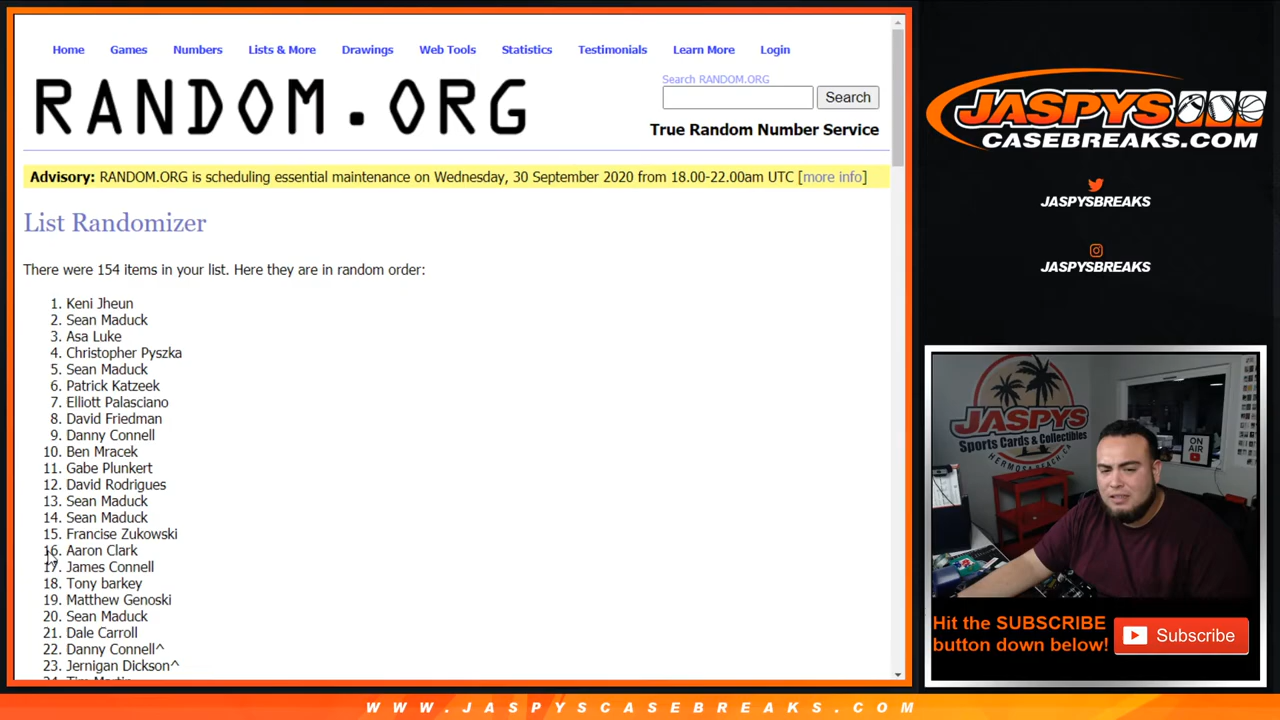 Home Games Numbers Lists & More Drawings Web Tools Statistics Testimonials Learn More Login
RANDOM.ORG
Search RANDOM.ORG
Search
True Random Number Service
Advisory: RANDOM.ORG is scheduling essential maintenance on Wednesday, 30 September 2020 from 18.00-22.00am UTC [more info]
List Randomizer
There were 154 items in your list. Here they are in random order:
1. Keni Jheun
2. Sean Maduck
3. Asa Luke
4. Christopher Pyszka
5. Sean Maduck
6. Patrick Katzeek
7. Elliott Palasciano
8. David Friedman
9. Danny Connell
10. Ben Mracek
11. Gabe Plunkert
12. David Rodrigues
13. Sean Maduck
14. Sean Maduck
15. Francise Zukowski
16. Aaron Clark
17. James Connell
18. Tony barkey
19. Matthew Genoski
20. Sean Maduck
21. Dale Carroll
22. Danny Connell^
23. Jernigan Dickson^
24. Tim Martin
JASPYS
CASEBREAKS.COM
JASPYSBREAKS
JASPYSBREAKS
JASPYS
Sports Cards & Collectibles
HERMOSA BEACH, CA
ON AIR
Hit the SUBSCRIBE
button down below!
Subscribe
WWW.JASPYSCASEBREAKS.COM